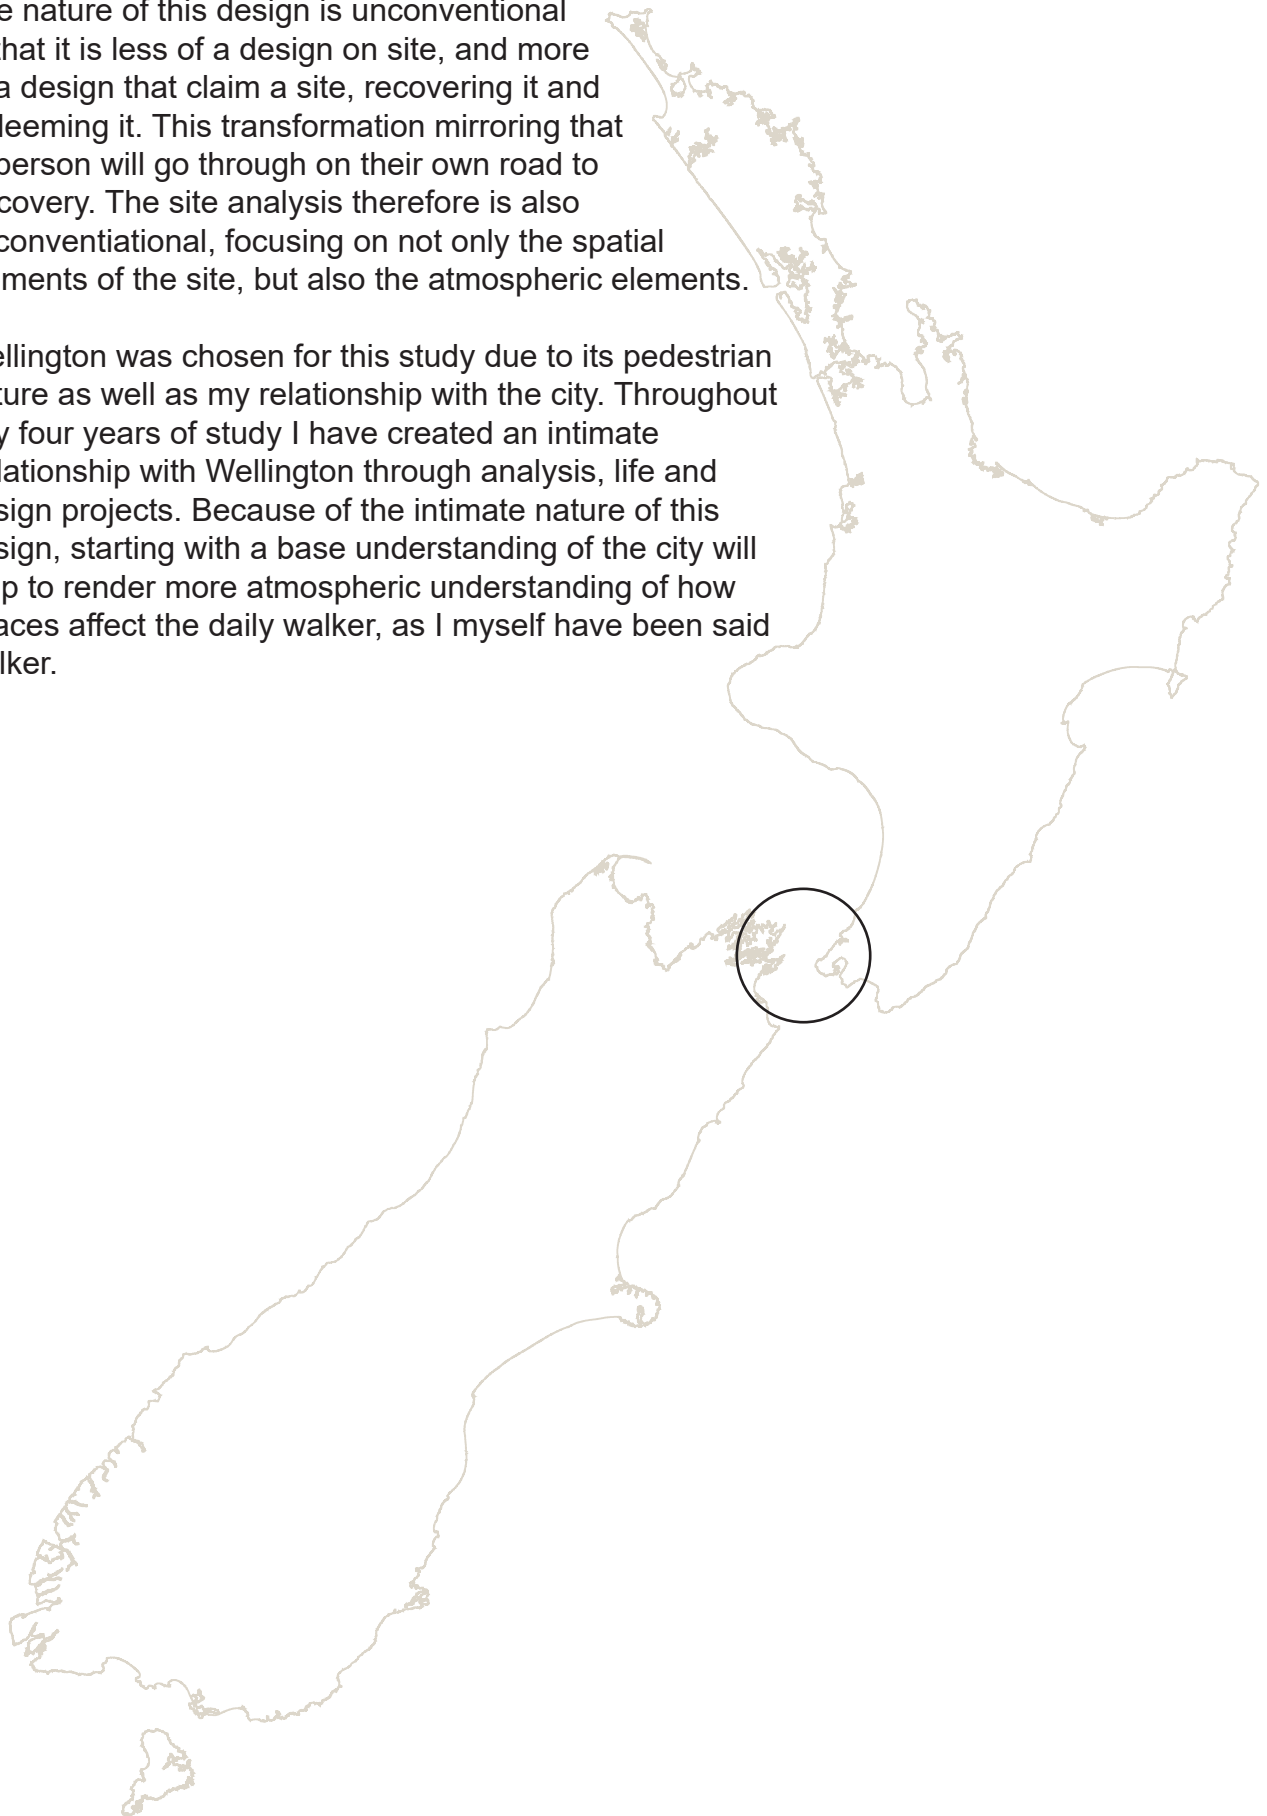 e nature of this design is unconventional
that it is less of a design on site, and more
a design that claim a site, recovering it and
deeming it. This transformation mirroring that
person will go through on their own road to
covery. The site analysis therefore is also
conventiational, focusing on not only the spatial
ments of the site, but also the atmospheric elements.
ellington was chosen for this study due to its pedestrian
ture as well as my relationship with the city. Throughout
y four years of study I have created an intimate
lationship with Wellington through analysis, life and
sign projects. Because of the intimate nature of this
sign, starting with a base understanding of the city will
p to render more atmospheric understanding of how
aces affect the daily walker, as I myself have been said
lker.